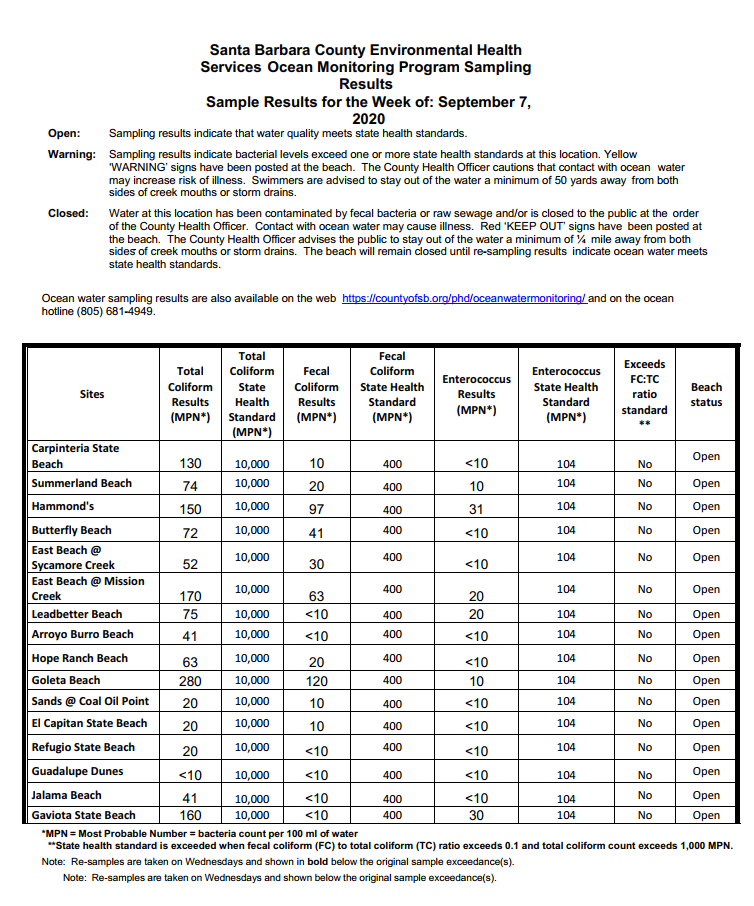 Santa Barbara County Environmental Health
Services Ocean Monitoring Program Sampling
Results
Sample Results for the Week of: September 7,
2020
Open: Sampling results indicate that water quality meets state health standards.
Warning: Sampling results indicate bacterial levels exceed one or more state health standards at this location. Yellow
'WARNING' signs have been posted at the beach. The County Health Officer cautions that contact with ocean water
may increase risk of illness. Swimmers are advised to stay out of the water a minimum of 50 yards away from both
sides of creek mouths or storm drains.
Closed: Water at this location has been contaminated by fecal bacteria or raw sewage and/or is closed to the public at the order
of the County Health Officer. Contact with ocean water may cause illness. Red 'KEEP OUT' signs have been posted at
the beach. The County Health Officer advises the public to stay out of the water a minimum of ¼ mile away from both
sides of creek mouths or storm drains. The beach will remain closed until re-sampling results indicate ocean water meets
state health standards.
Ocean water sampling results are also available on the web https://countyofsb.org/phd/oceanwatermonitoring/ and on the ocean
hotline (805) 681-4949.
Sites
Total
Coliform
Results
(MPN*)
Total
Coliform
State
Health
Standard
(MPN*)
Fecal
Coliform
Results
(MPN*)
Fecal
Coliform
State Health
Standard
(MPN*)
Enterococcus
Results
(MPN*)
Enterococcus
State Health
Standard
(MPN*)
Exceeds
FC:TC
ratio
standard
**
Beach
status
Carpinteria State
Beach 130 10,000 10 400 <10 104 No Open
Summerland Beach 74 10,000 20 400 10 104 No Open
Hammond's 150 10,000 97 400 31 104 No Open
Butterfly Beach 72 10,000 41 400 <10 104 No Open
East Beach @
Sycamore Creek 52 10,000 30 400 <10 104 No Open
East Beach @ Mission
Creek 170 10,000 63 400 20 104 No Open
Leadbetter Beach 75 10,000 <10 400 20 104 No Open
Arroyo Burro Beach 41 10,000 <10 400 <10 104 No Open
Hope Ranch Beach 63 10,000 20 400 <10 104 No Open
Goleta Beach 280 10,000 120 400 10 104 No Open
Sands @ Coal Oil Point 20 10,000 10 400 <10 104 No Open
El Capitan State Beach 20 10,000 10 400 <10 104 No Open
Refugio State Beach 20 10,000 <10 400 <10 104 No Open
Guadalupe Dunes <10 10,000 <10 400 <10 104 No Open
Jalama Beach 41 10,000 <10 400 <10 104 No Open
Gaviota State Beach 160 10,000 <10 400 30 104 No Open
*MPN = Most Probable Number = bacteria count per 100 ml of water
**State health standard is exceeded when fecal coliform (FC) to total coliform (TC) ratio exceeds 0.1 and total coliform count exceeds 1,000 MPN.
Note: Re-samples are taken on Wednesdays and shown in bold below the original sample exceedance(s).
Note: Re-samples are taken on Wednesdays and shown below the original sample exceedance(s).